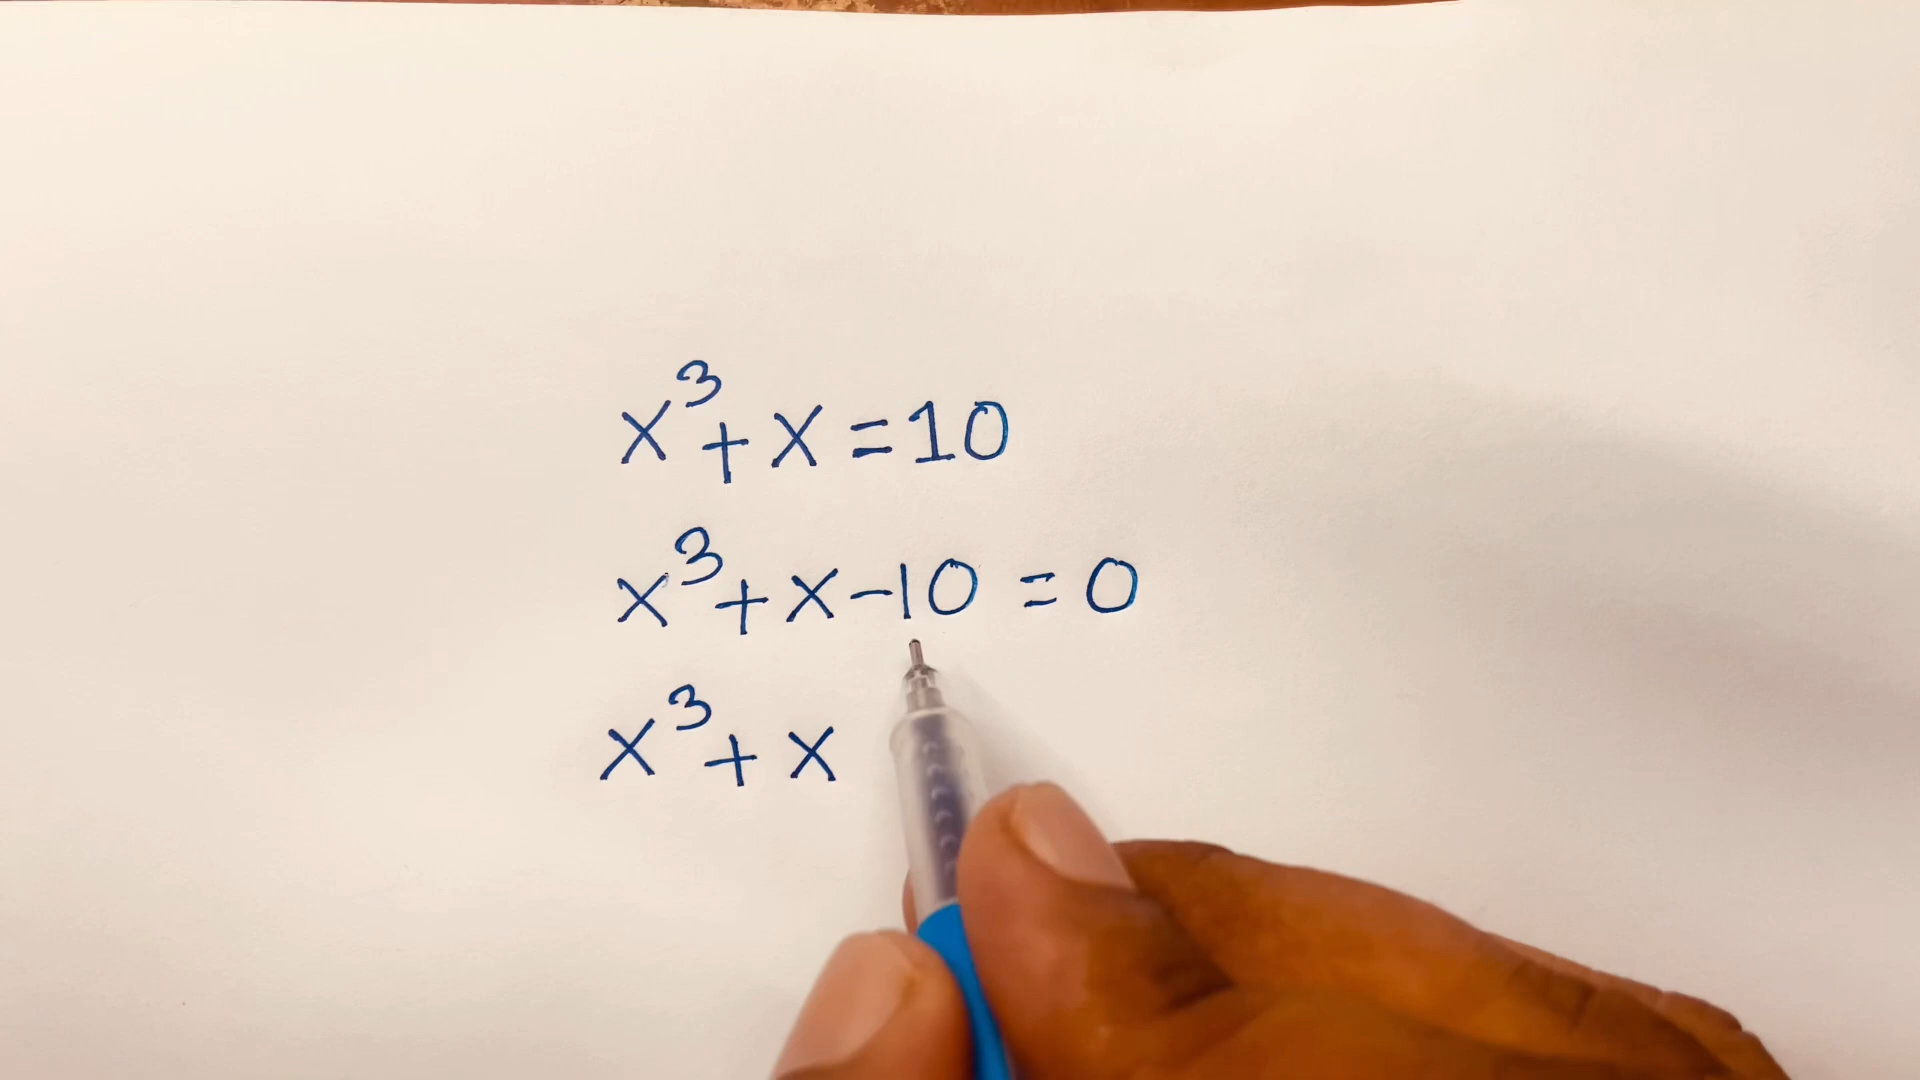 x³ + x = 10
x³ + x - 10 = 0
x³ + x